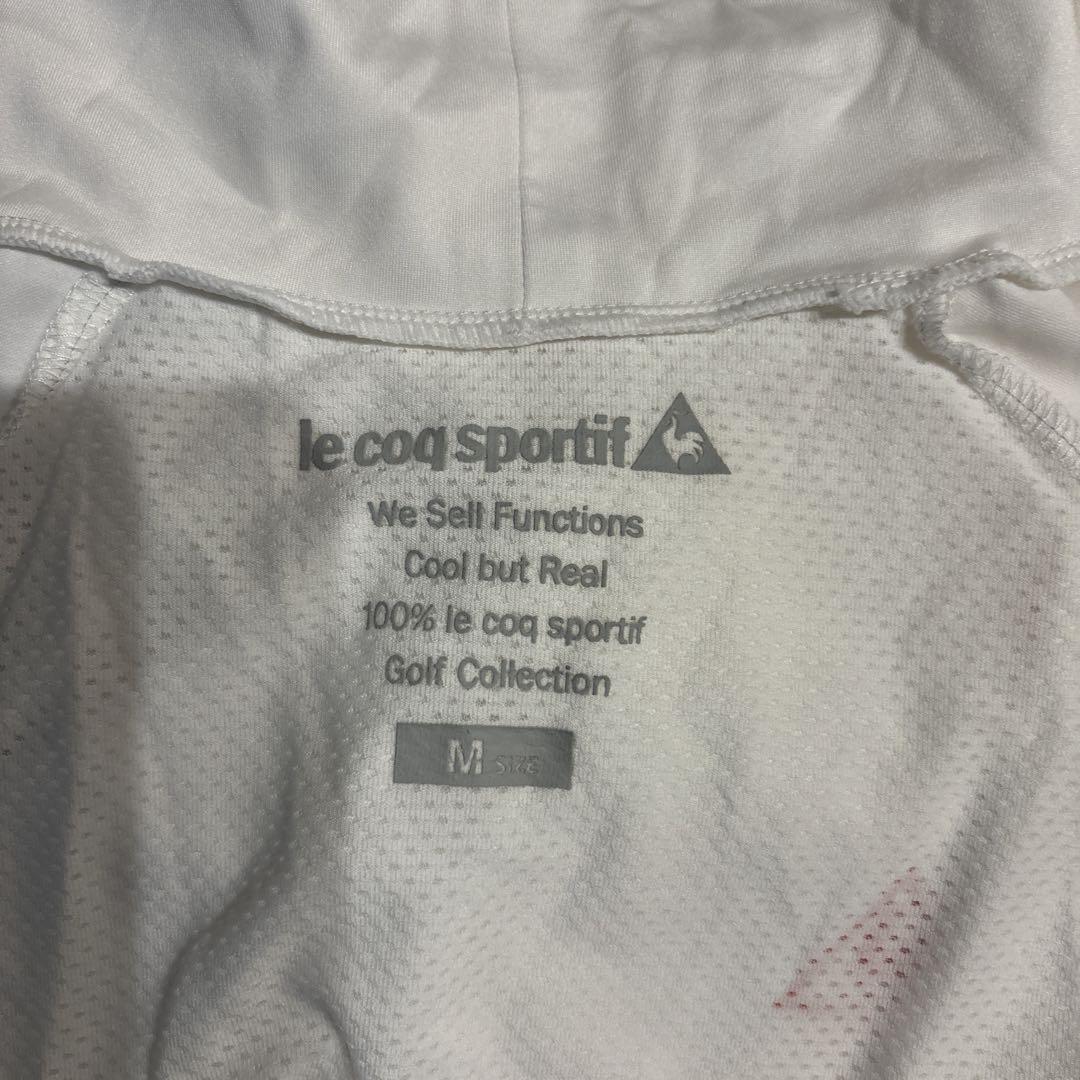 le coq sportif
We Sell Functions
Cool but Real
100% le coq sportif
Golf Collection
M SIZE